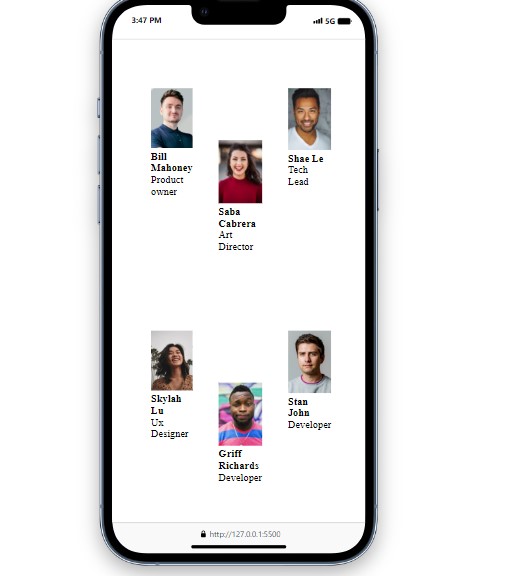 3:47 PM
5G
Bill
Mahoney
Product
owner
Saba
Cabrera
Art
Director
Shae Le
Tech
Lead
Skylah
Lu
Ux
Designer
Griff
Richards
Developer
Stan
John
Developer
http://127.0.0.1:5500